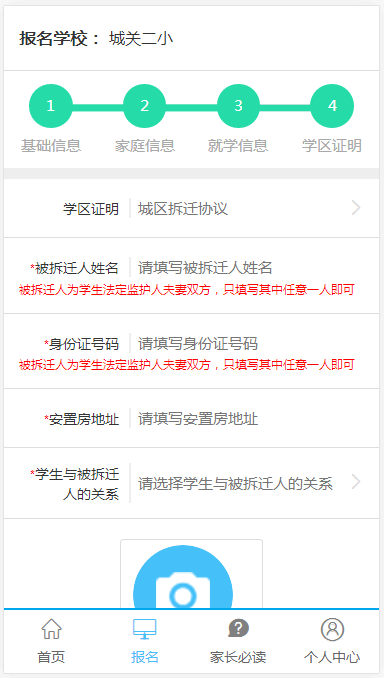 报名学校： 城关二小
1 2 3 4
基础信息 家庭信息 就学信息 学区证明
学区证明 城区拆迁协议
*被拆迁人姓名 请填写被拆迁人姓名
被拆迁人为学生法定监护人夫妻双方，只填写其中任意一人即可
*身份证号码 请填写身份证号码
被拆迁人为学生法定监护人夫妻双方，只填写其中任意一人即可
*安置房地址 请填写安置房地址
*学生与被拆迁
人的关系 请选择学生与被拆迁人的关系
首页 报名 家长必读 个人中心